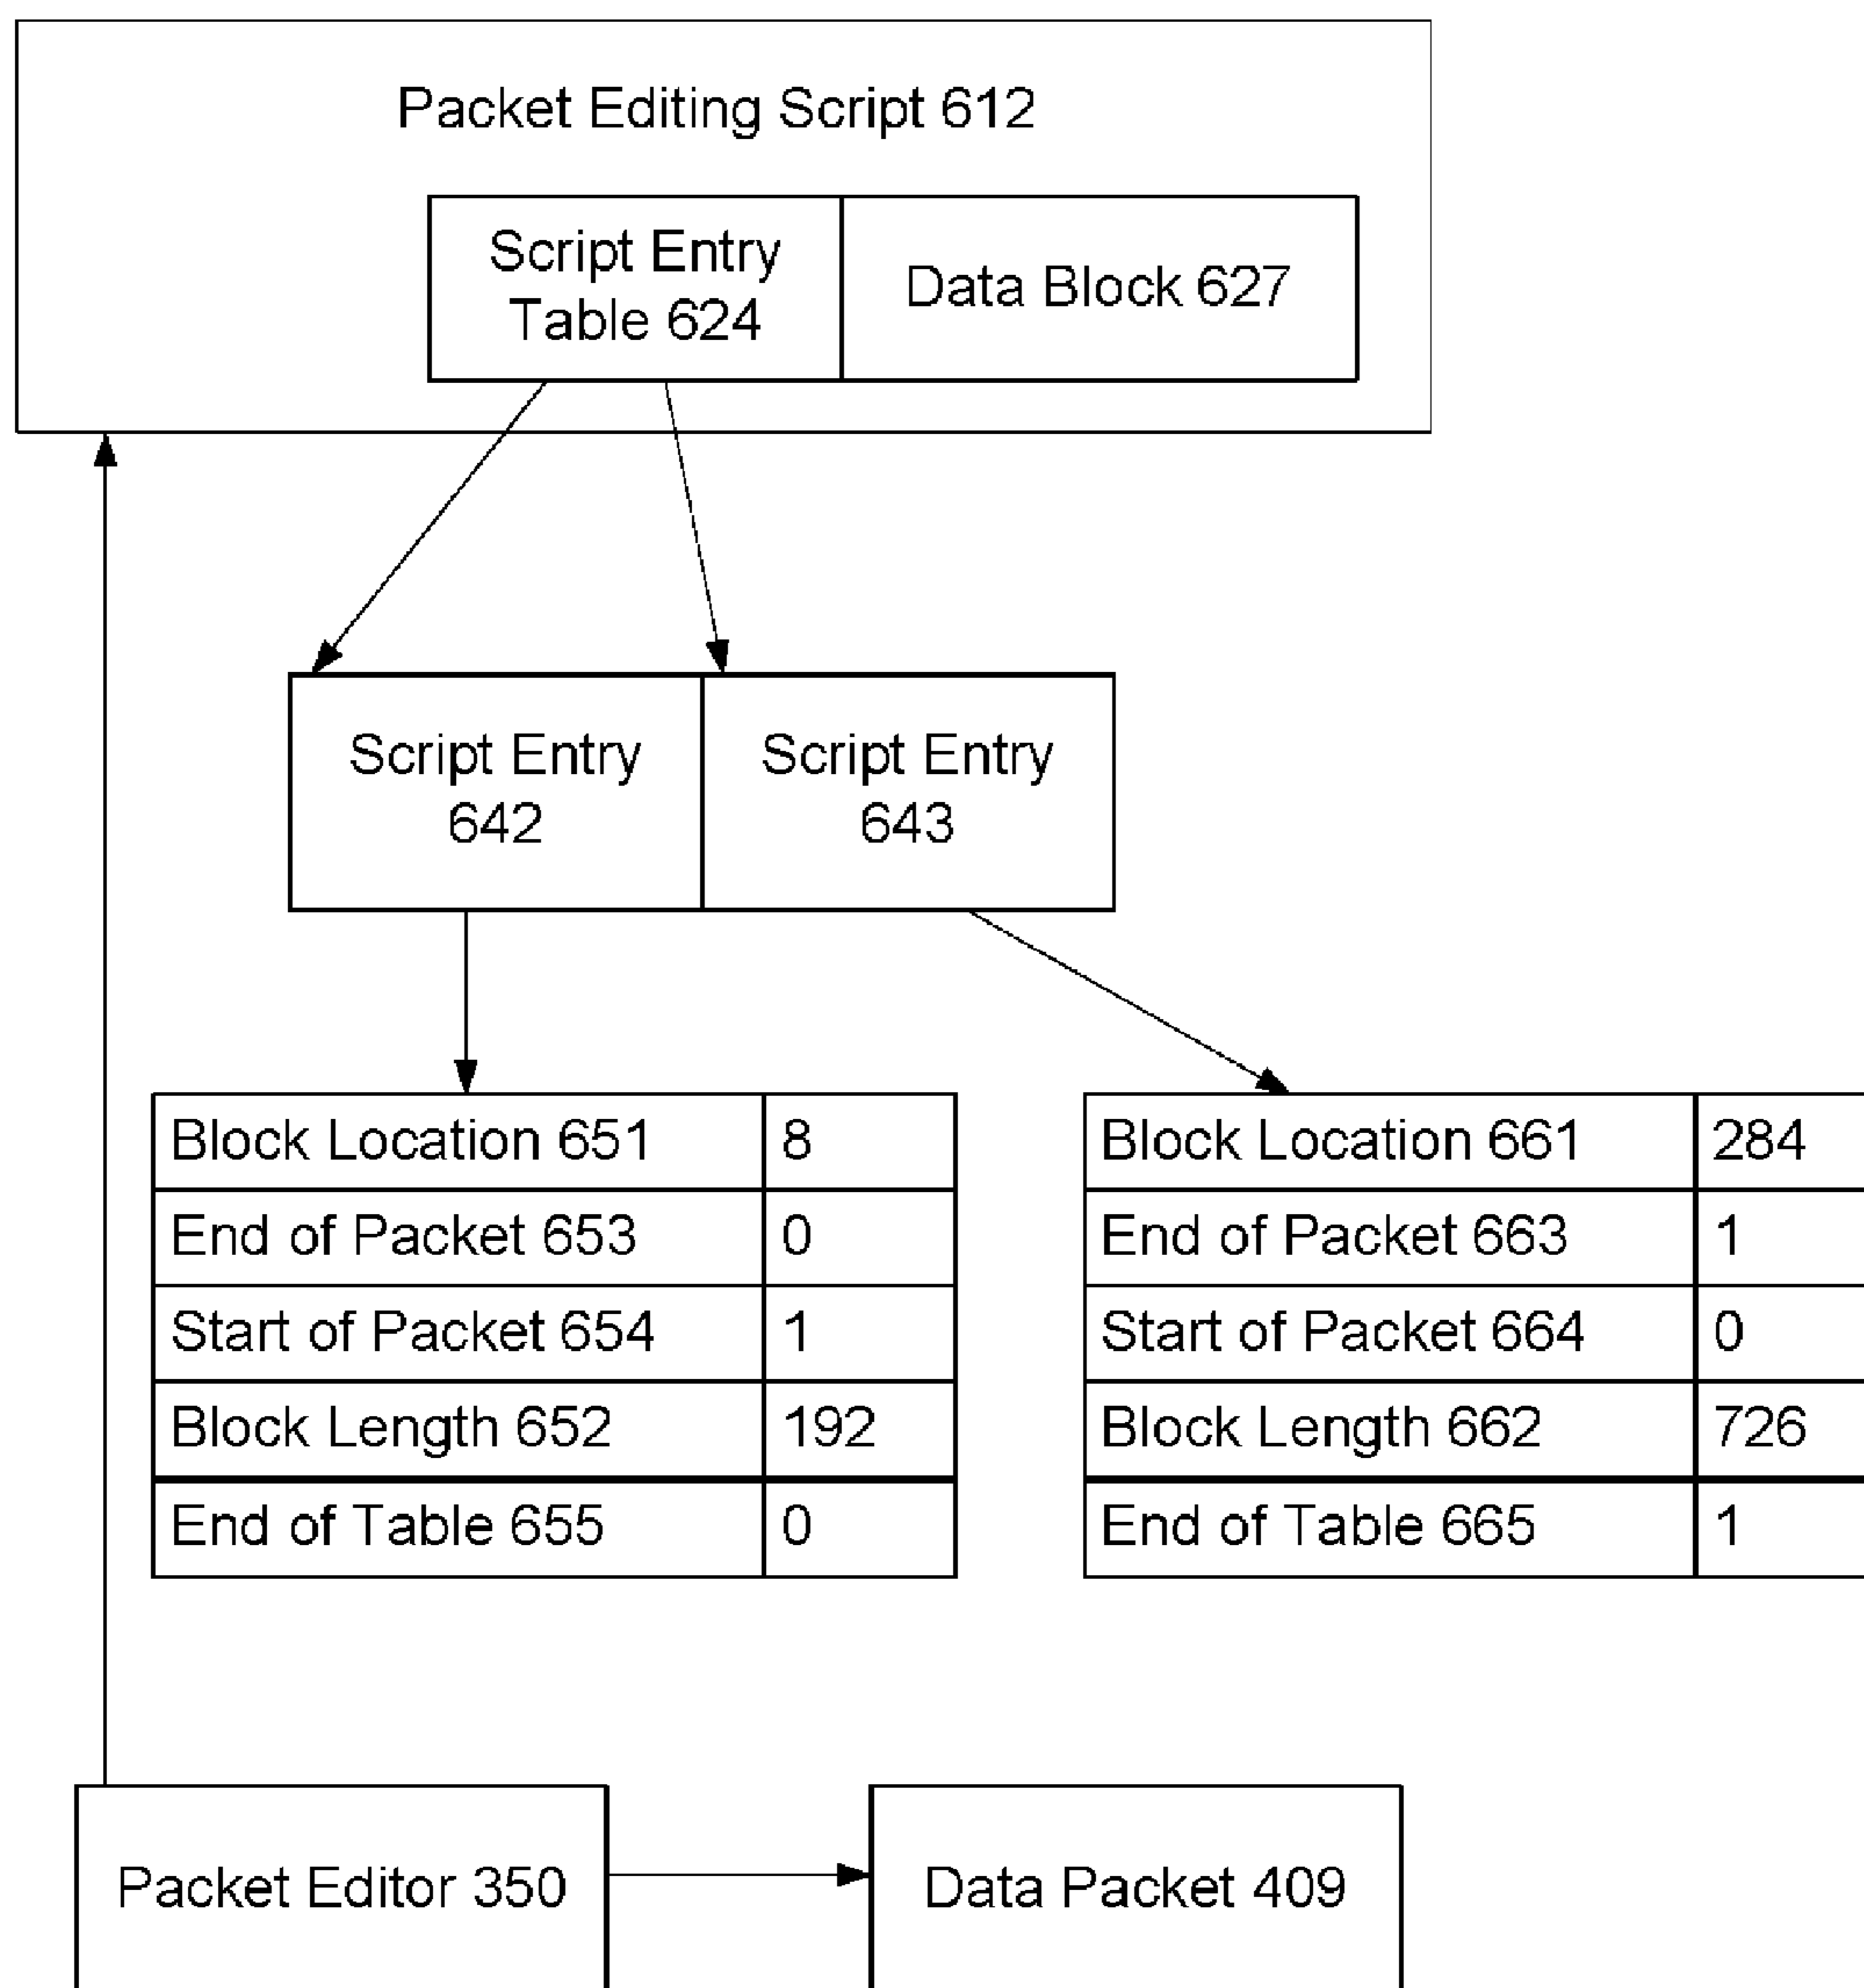 Packet Editing Script 612
Script Entry
Table 624
Data Block 627
Script Entry
642
Script Entry
643
Block Location 651 8
End of Packet 653 0
Start of Packet 654 1
Block Length 652 192
End of Table 655 0
Block Location 661 284
End of Packet 663 1
Start of Packet 664 0
Block Length 662 726
End of Table 665 1
Packet Editor 350
Data Packet 409